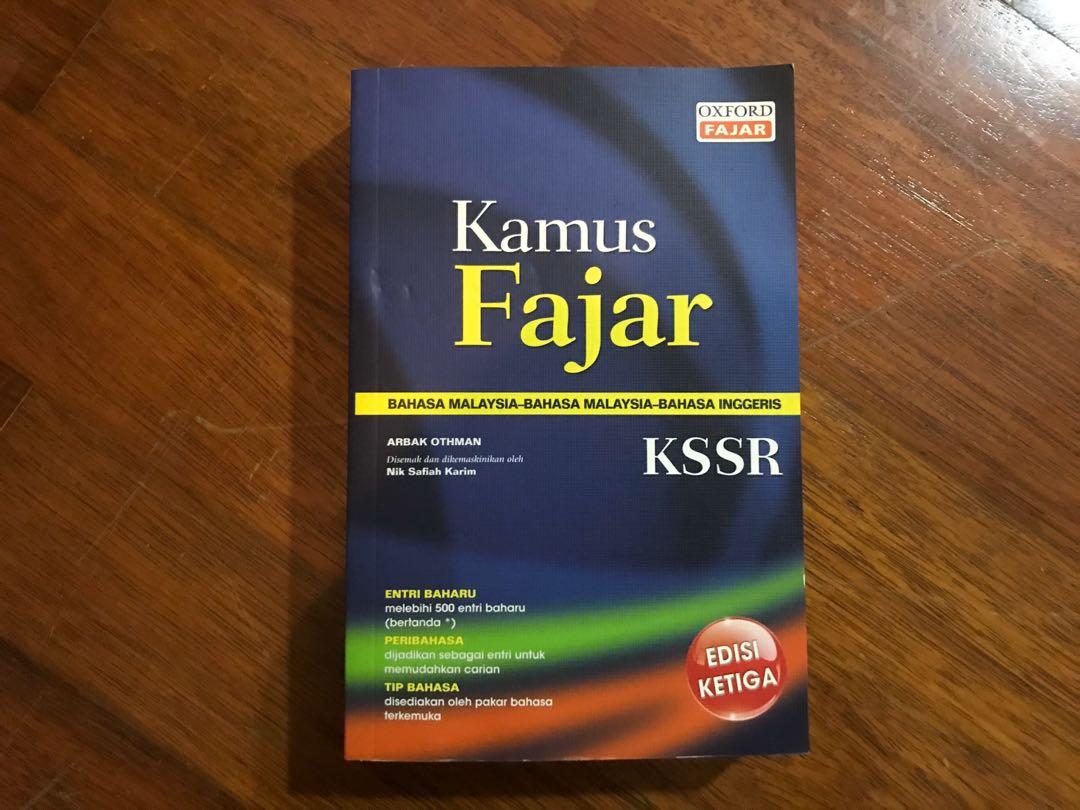 OXFORD
FAJAR
Kamus
Fajar
BAHASA MALAYSIA–BAHASA MALAYSIA–BAHASA INGGERIS
ARBAK OTHMAN
Disemak dan dikemaskinikan oleh
Nik Safiah Karim
KSSR
ENTRI BAHARU
melebihi 500 entri baharu
(bertanda *)
PERIBAHASA
dijadikan sebagai entri untuk
memudahkan carian
TIP BAHASA
disediakan oleh pakar bahasa
terkemuka
EDISI
KETIGA